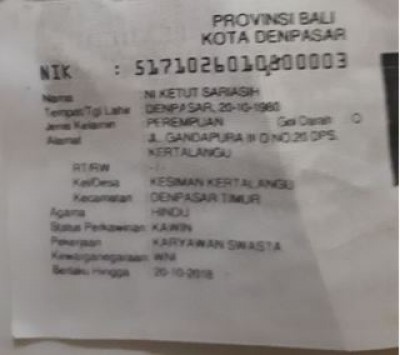 PROVINSI BALI
KOTA DENPASAR
NIK : 5171026010800003
Nama : NI KETUT SARIASIH
Tempat/Tgl Lahir : DENPASAR, 20-10-1980
Jenis Kelamin : PEREMPUAN Gol Darah O
Alamat : JL. GANDAPURA III NO.20 DPS.
KERTALANGU
RT/RW : -/-
Kel/Desa : KESIMAN KERTALANGU
Kecamatan : DENPASAR TIMUR
Agama : HINDU
Status Perkawinan : KAWIN
Pekerjaan : KARYAWAN SWASTA
Kewarganegaraan : WNI
Berlaku Hingga : 20-10-2018